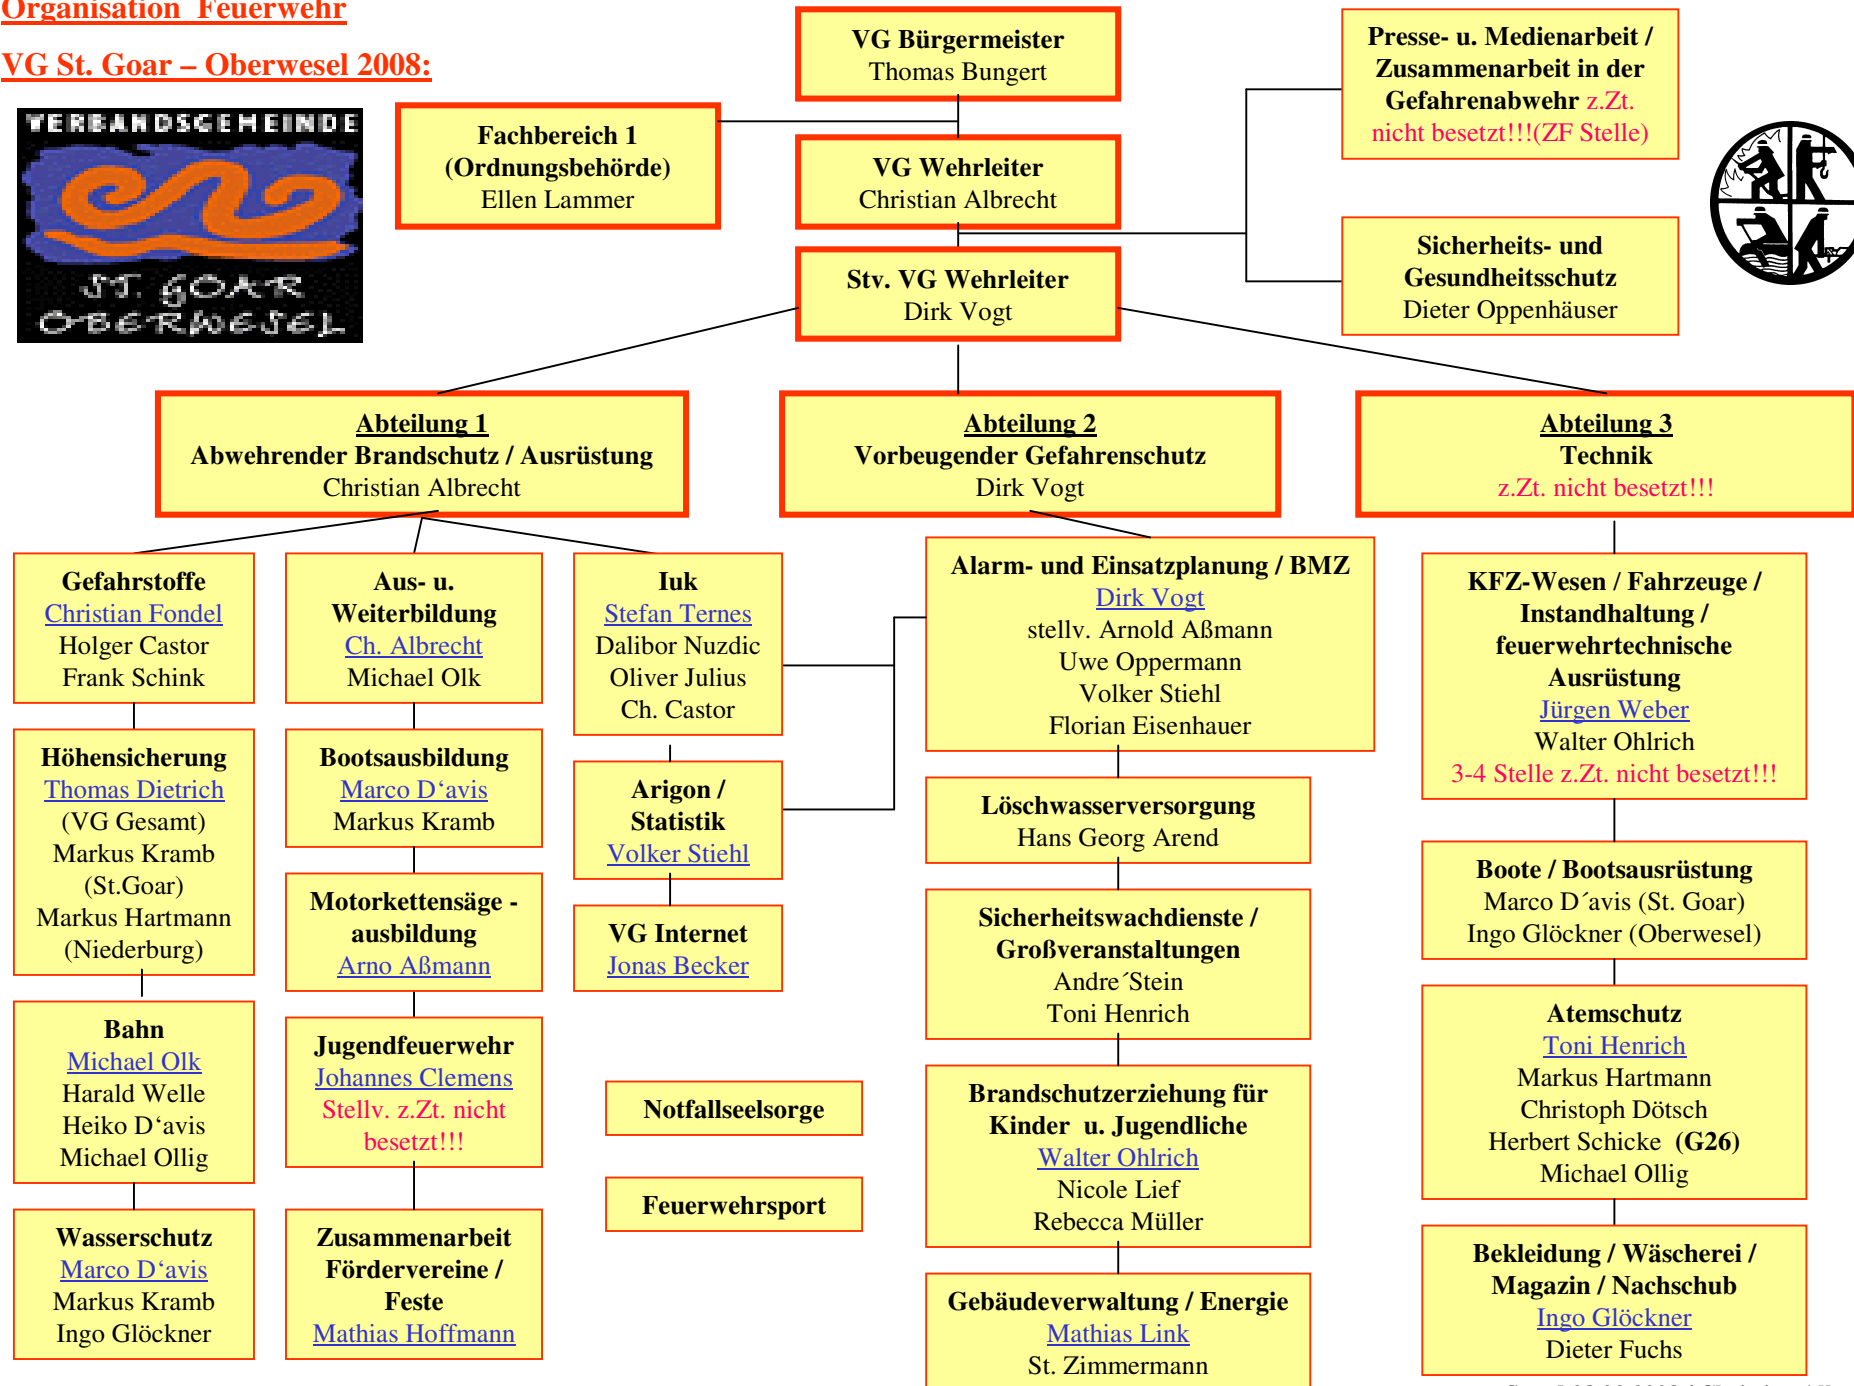 Organisation Feuerwehr
VG St. Goar – Oberwesel 2008:
VERBANDSGEMEINDE
ST. GOAR
OBERWESEL
VG Bürgermeister
Thomas Bungert
Fachbereich 1
(Ordnungsbehörde)
Ellen Lammer
VG Wehrleiter
Christian Albrecht
Stv. VG Wehrleiter
Dirk Vogt
Presse- u. Medienarbeit /
Zusammenarbeit in der
Gefahrenabwehr z.Zt.
nicht besetzt!!!(ZF Stelle)
Sicherheits- und
Gesundheitsschutz
Dieter Oppenhäuser
Abteilung 1
Abwehrender Brandschutz / Ausrüstung
Christian Albrecht
Abteilung 2
Vorbeugender Gefahrenschutz
Dirk Vogt
Abteilung 3
Technik
z.Zt. nicht besetzt!!!
Gefahrstoffe
Christian Fondel
Holger Castor
Frank Schink
Höhensicherung
Thomas Dietrich
(VG Gesamt)
Markus Kramb
(St.Goar)
Markus Hartmann
(Niederburg)
Bahn
Michael Olk
Harald Welle
Heiko D‘avis
Michael Ollig
Wasserschutz
Marco D‘avis
Markus Kramb
Ingo Glöckner
Aus- u.
Weiterbildung
Ch. Albrecht
Michael Olk
Bootsausbildung
Marco D‘avis
Markus Kramb
Motorkettensäge -
ausbildung
Arno Aßmann
Jugendfeuerwehr
Johannes Clemens
Stellv. z.Zt. nicht
besetzt!!!
Zusammenarbeit
Fördervereine /
Feste
Mathias Hoffmann
Iuk
Stefan Ternes
Dalibor Nuzdic
Oliver Julius
Ch. Castor
Arigon /
Statistik
Volker Stiehl
VG Internet
Jonas Becker
Notfallseelsorge
Feuerwehrsport
Alarm- und Einsatzplanung / BMZ
Dirk Vogt
stellv. Arnold Aßmann
Uwe Oppermann
Volker Stiehl
Florian Eisenhauer
Löschwasserversorgung
Hans Georg Arend
Sicherheitswachdienste /
Großveranstaltungen
Andre´Stein
Toni Henrich
Brandschutzerziehung für
Kinder u. Jugendliche
Walter Ohlrich
Nicole Lief
Rebecca Müller
Gebäudeverwaltung / Energie
Mathias Link
St. Zimmermann
KFZ-Wesen / Fahrzeuge /
Instandhaltung /
feuerwehrtechnische
Ausrüstung
Jürgen Weber
Walter Ohlrich
3-4 Stelle z.Zt. nicht besetzt!!!
Boote / Bootsausrüstung
Marco D´avis (St. Goar)
Ingo Glöckner (Oberwesel)
Atemschutz
Toni Henrich
Markus Hartmann
Christoph Dötsch
Herbert Schicke (G26)
Michael Ollig
Bekleidung / Wäscherei /
Magazin / Nachschub
Ingo Glöckner
Dieter Fuchs